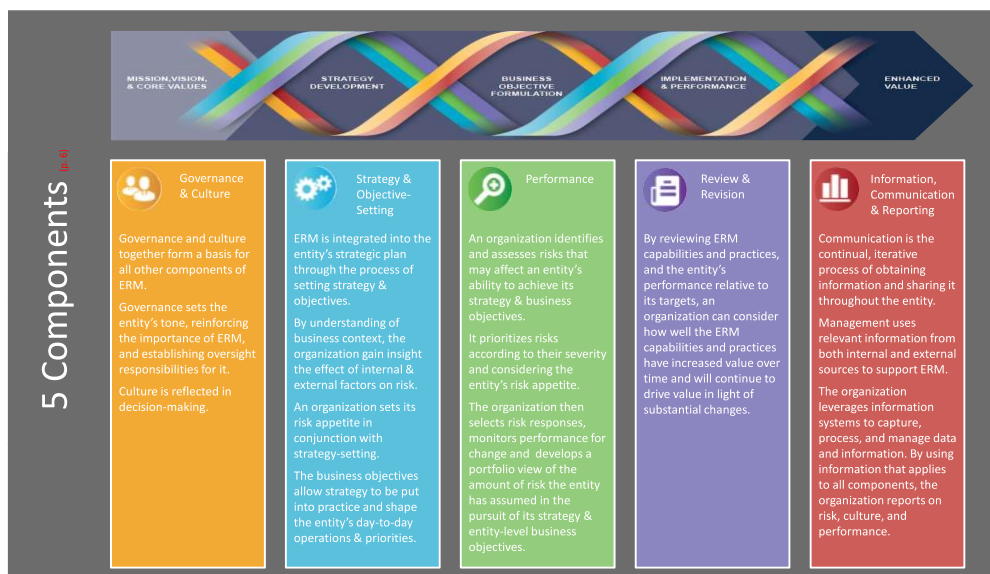 MISSION,VISION,
& CORE VALUES
STRATEGY
DEVELOPMENT
BUSINESS
OBJECTIVE
FORMULATION
IMPLEMENTATION
& PERFORMANCE
ENHANCED
VALUE
5 Components (p. 6)
Governance
& Culture
Governance and culture
together form a basis for
all other components of
ERM.
Governance sets the
entity’s tone, reinforcing
the importance of ERM,
and establishing oversight
responsibilities for it.
Culture is reflected in
decision-making.
Strategy &
Objective-
Setting
ERM is integrated into the
entity’s strategic plan
through the process of
setting strategy &
objectives.
By understanding of
business context, the
organization gain insight
the effect of internal &
external factors on risk.
An organization sets its
risk appetite in
conjunction with
strategy-setting.
The business objectives
allow strategy to be put
into practice and shape
the entity’s day-to-day
operations & priorities.
Performance
An organization identifies
and assesses risks that
may affect an entity’s
ability to achieve its
strategy & business
objectives.
It prioritizes risks
according to their severity
and considering the
entity’s risk appetite.
The organization then
selects risk responses,
monitors performance for
change and develops a
portfolio view of the
amount of risk the entity
has assumed in the
pursuit of its strategy &
entity-level business
objectives.
Review &
Revision
By reviewing ERM
capabilities and practices,
and the entity’s
performance relative to
its targets, an
organization can consider
how well the ERM
capabilities and practices
have increased value over
time and will continue to
drive value in light of
substantial changes.
Information,
Communication
& Reporting
Communication is the
continual, iterative
process of obtaining
information and sharing it
throughout the entity.
Management uses
relevant information from
both internal and external
sources to support ERM.
The organization
leverages information
systems to capture,
process, and manage data
and information. By using
information that applies
to all components, the
organization reports on
risk, culture, and
performance.